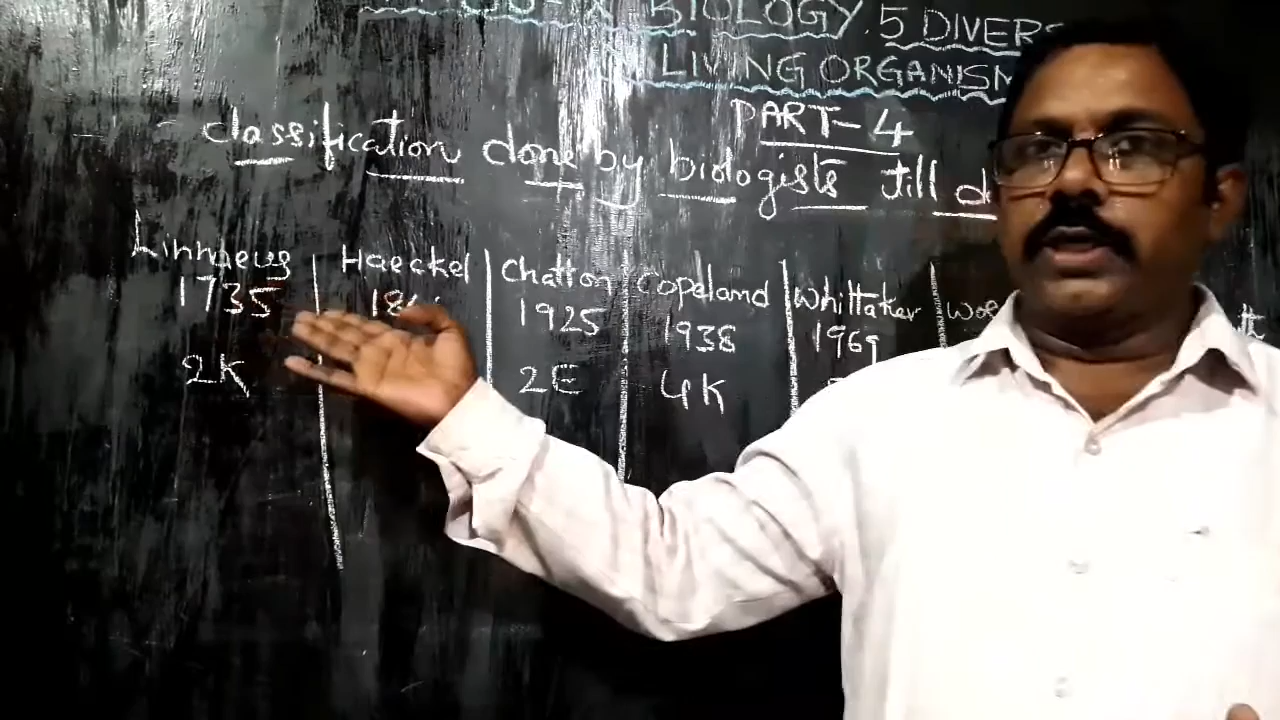 BIOLOGY. 5 DIVERS
LIVING ORGANISM
PART-4
classification done by biologists till
Linnaeus Haeckel Chatton Copeland Whittaker Woe
1735 186 1925 1938 1969
2K 2E 4K